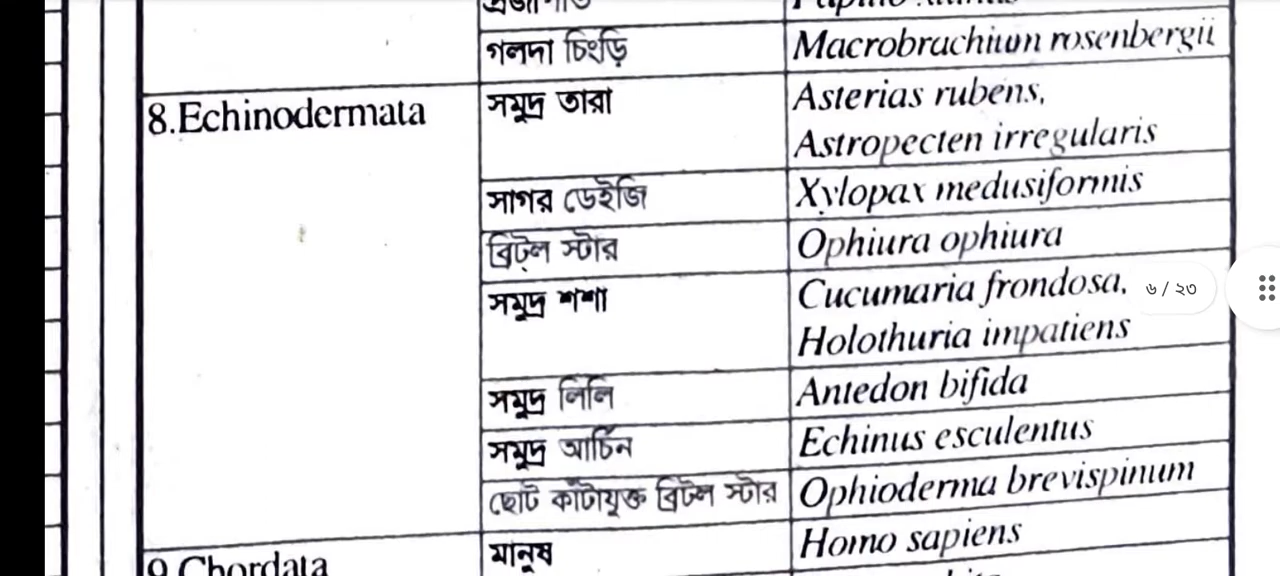 গলদা চিংড়ি Macrobrachium rosenbergii
8.Echinodermata সমুদ্র তারা Asterias rubens,
Astropecten irregularis
সাগর ডেইজি Xylopax medusiformis
ব্রিট্ল স্টার Ophiura ophiura
সমুদ্র শশা Cucumaria frondosa,
৬ / ২৩
Holothuria impatiens
সমুদ্র লিলি Antedon bifida
সমুদ্র আর্চিন Echinus esculentus
ছোট কাঁটাযুক্ত ব্রিটল স্টার Ophioderma brevispinum
9.Chordata মানুষ Homo sapiens